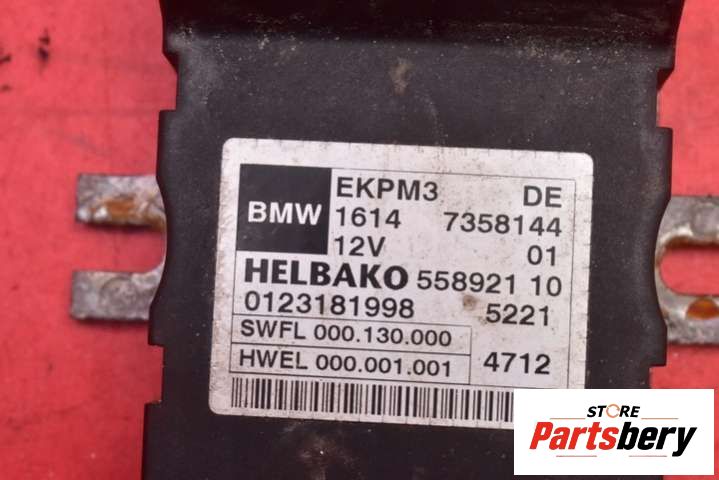 BMW
EKPM3 DE
1614 7358144
12V 01
HELBAKO 558921 10
0123181998 5221
SWFL 000.130.000
HWEL 000.001.001 4712
STORE
Partsbery